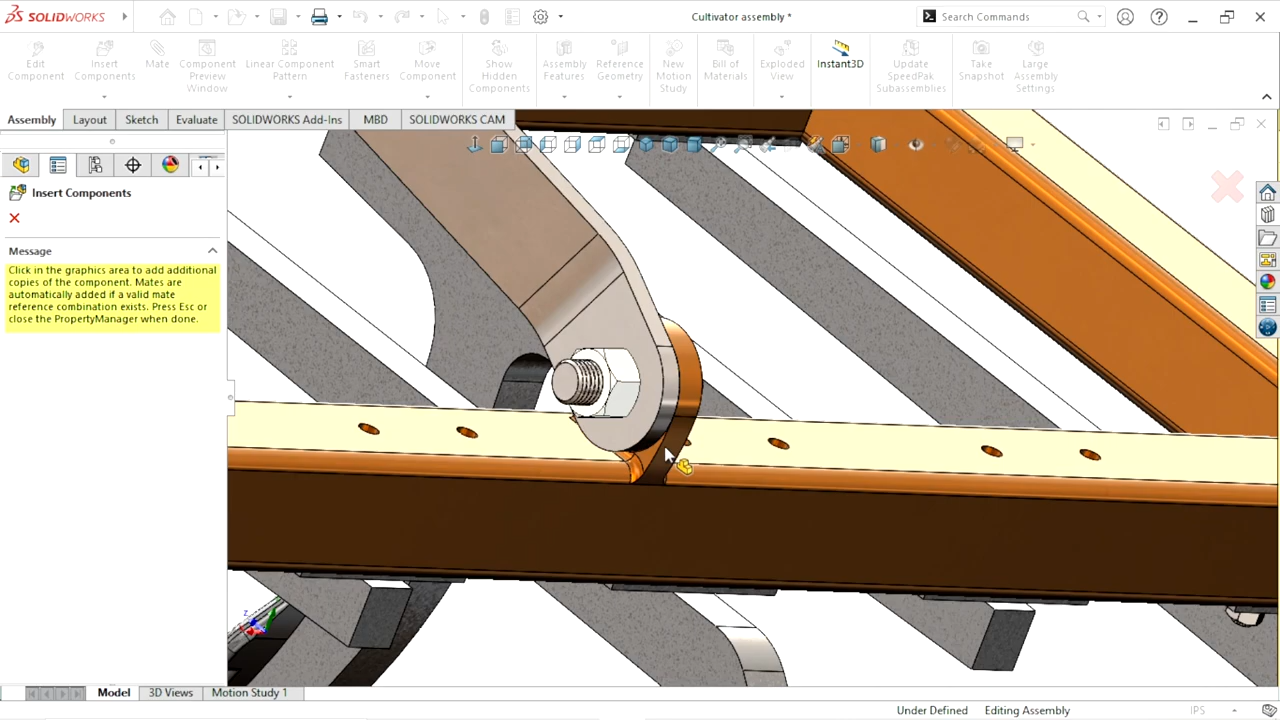 SOLIDWORKS
Cultivator assembly *
Search Commands
Edit Component
Insert Components
Mate
Component Preview Window
Linear Component Pattern
Smart Fasteners
Move Component
Show Hidden Components
Assembly Features
Reference Geometry
New Motion Study
Bill of Materials
Exploded View
Instant3D
Update SpeedPak Subassemblies
Take Snapshot
Large Assembly Settings
Assembly
Layout
Sketch
Evaluate
SOLIDWORKS Add-Ins
MBD
SOLIDWORKS CAM
Insert Components
Message
Click in the graphics area to add additional
copies of the component. Mates are
automatically added if a valid mate
reference combination exists. Press Esc or
close the PropertyManager when done.
z
Model
3D Views
Motion Study 1
Under Defined
Editing Assembly
IPS